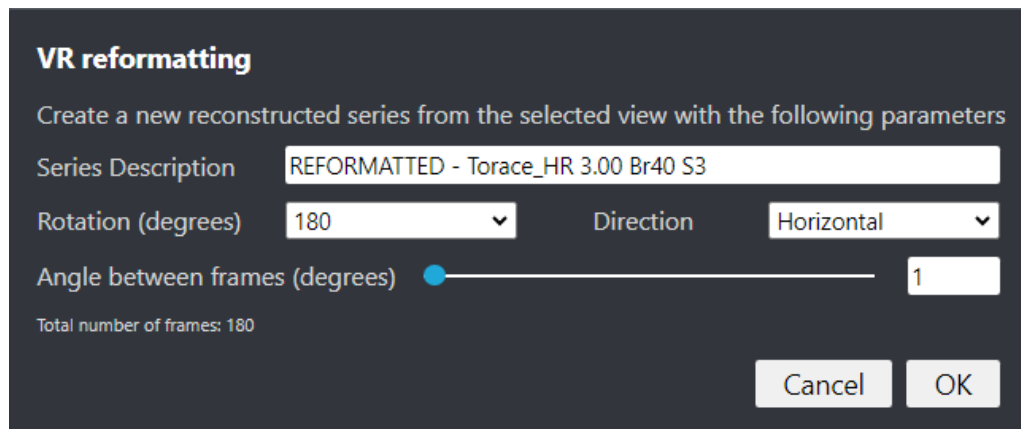 VR reformatting
Create a new reconstructed series from the selected view with the following parameters
Series Description REFORMATTED - Torace_HR 3.00 Br40 S3
Rotation (degrees) 180 Direction Horizontal
Angle between frames (degrees) 1
Total number of frames: 180
Cancel OK